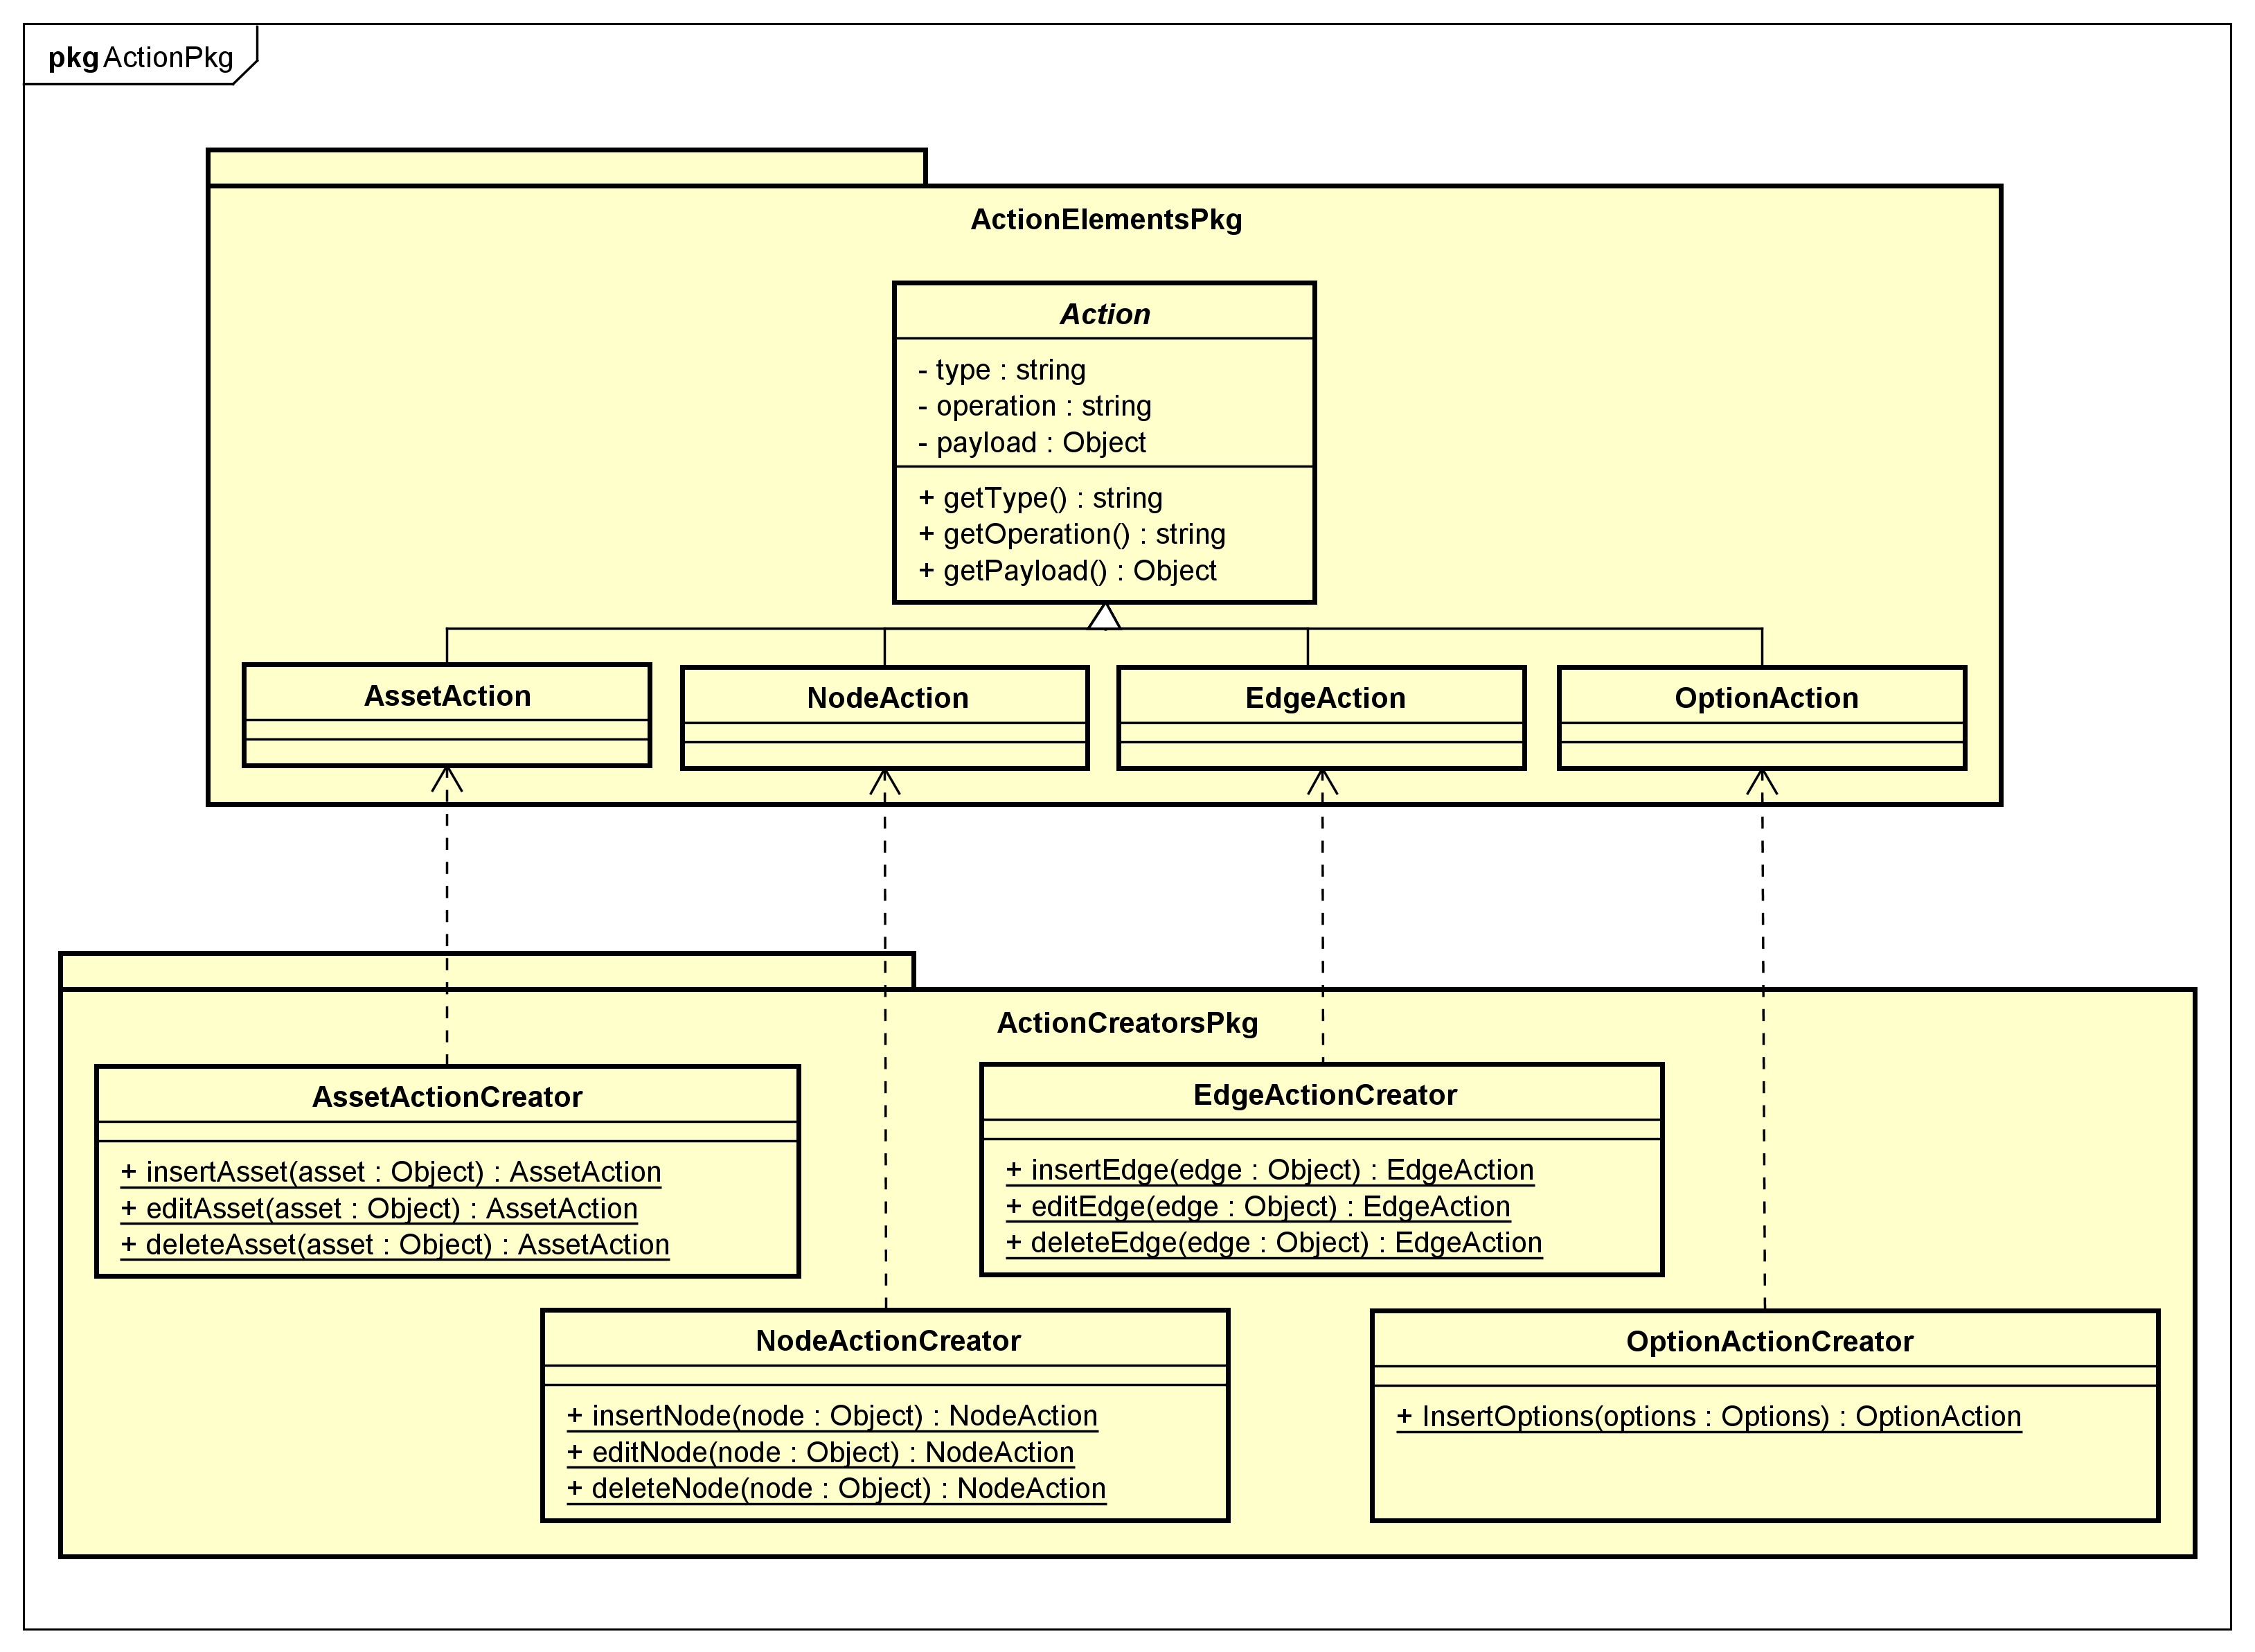 pkg ActionPkg
ActionElementsPkg
Action
- type : string
- operation : string
- payload : Object
+ getType() : string
+ getOperation() : string
+ getPayload() : Object
AssetAction
NodeAction
EdgeAction
OptionAction
ActionCreatorsPkg
AssetActionCreator
+ insertAsset(asset : Object) : AssetAction
+ editAsset(asset : Object) : AssetAction
+ deleteAsset(asset : Object) : AssetAction
EdgeActionCreator
+ insertEdge(edge : Object) : EdgeAction
+ editEdge(edge : Object) : EdgeAction
+ deleteEdge(edge : Object) : EdgeAction
NodeActionCreator
+ insertNode(node : Object) : NodeAction
+ editNode(node : Object) : NodeAction
+ deleteNode(node : Object) : NodeAction
OptionActionCreator
+ InsertOptions(options : Options) : OptionAction